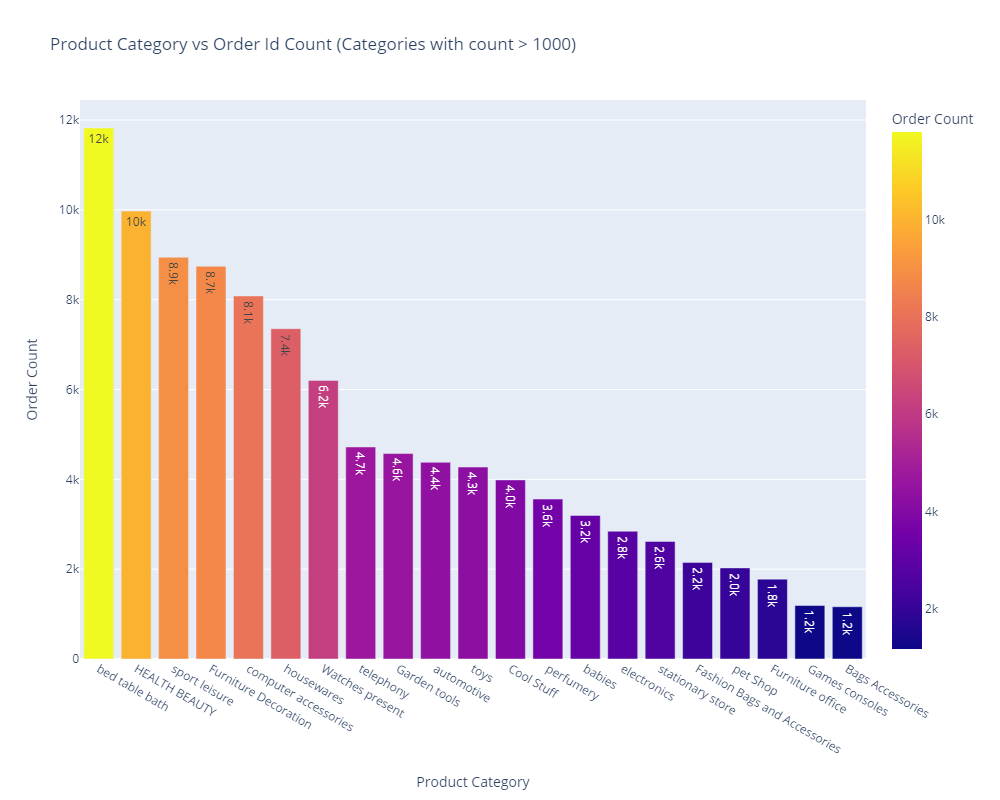 Product Category vs Order Id Count (Categories with count > 1000)
Order Count
12k
10k
8k
6k
4k
2k
0
Order Count
10k
8k
6k
4k
2k
12k
10k
8.9k
8.7k
8.1k
7.4k
6.2k
4.7k
4.6k
4.4k
4.3k
4.0k
3.6k
3.2k
2.8k
2.6k
2.2k
2.0k
1.8k
1.2k
1.2k
bed table bath
HEALTH BEAUTY
sport leisure
Furniture Decoration
computer accessories
housewares
Watches present
telephony
Garden tools
automotive
toys
Cool Stuff
perfumery
babies
electronics
stationary store
Fashion Bags and Accessories
pet Shop
Furniture office
Games consoles
Bags Accessories
Product Category